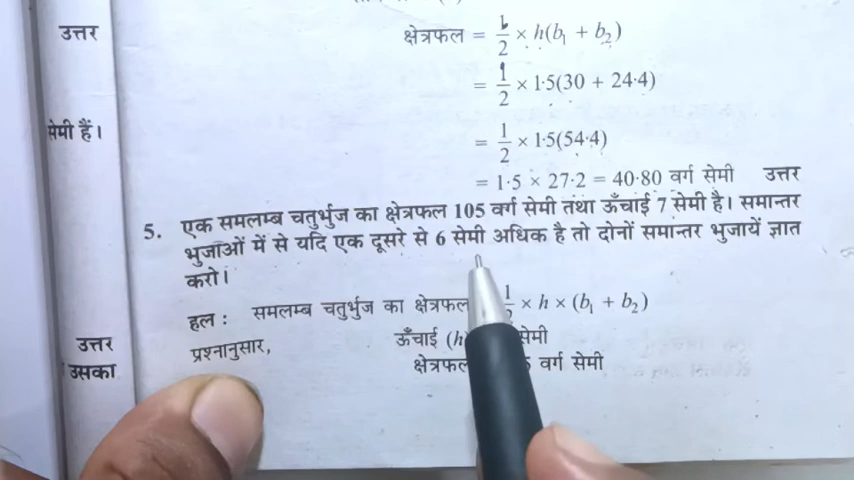 उत्तर
क्षेत्रफल = 1/2 × h(b₁ + b₂)
= 1/2 × 1·5(30 + 24·4)
सेमी हैं।
= 1/2 × 1·5(54·4)
= 1·5 × 27·2 = 40·80 वर्ग सेमी उत्तर
5. एक समलम्ब चतुर्भुज का क्षेत्रफल 105 वर्ग सेमी तथा ऊँचाई 7 सेमी है। समान्तर
भुजाओं में से यदि एक दूसरे से 6 सेमी अधिक है तो दोनों समान्तर भुजायें ज्ञात
करो।
हल : समलम्ब चतुर्भुज का क्षेत्रफल 1/2 × h × (b₁ + b₂)
उत्तर
प्रश्नानुसार, ऊँचाई (h सेमी
उसका
क्षेत्रफल वर्ग सेमी